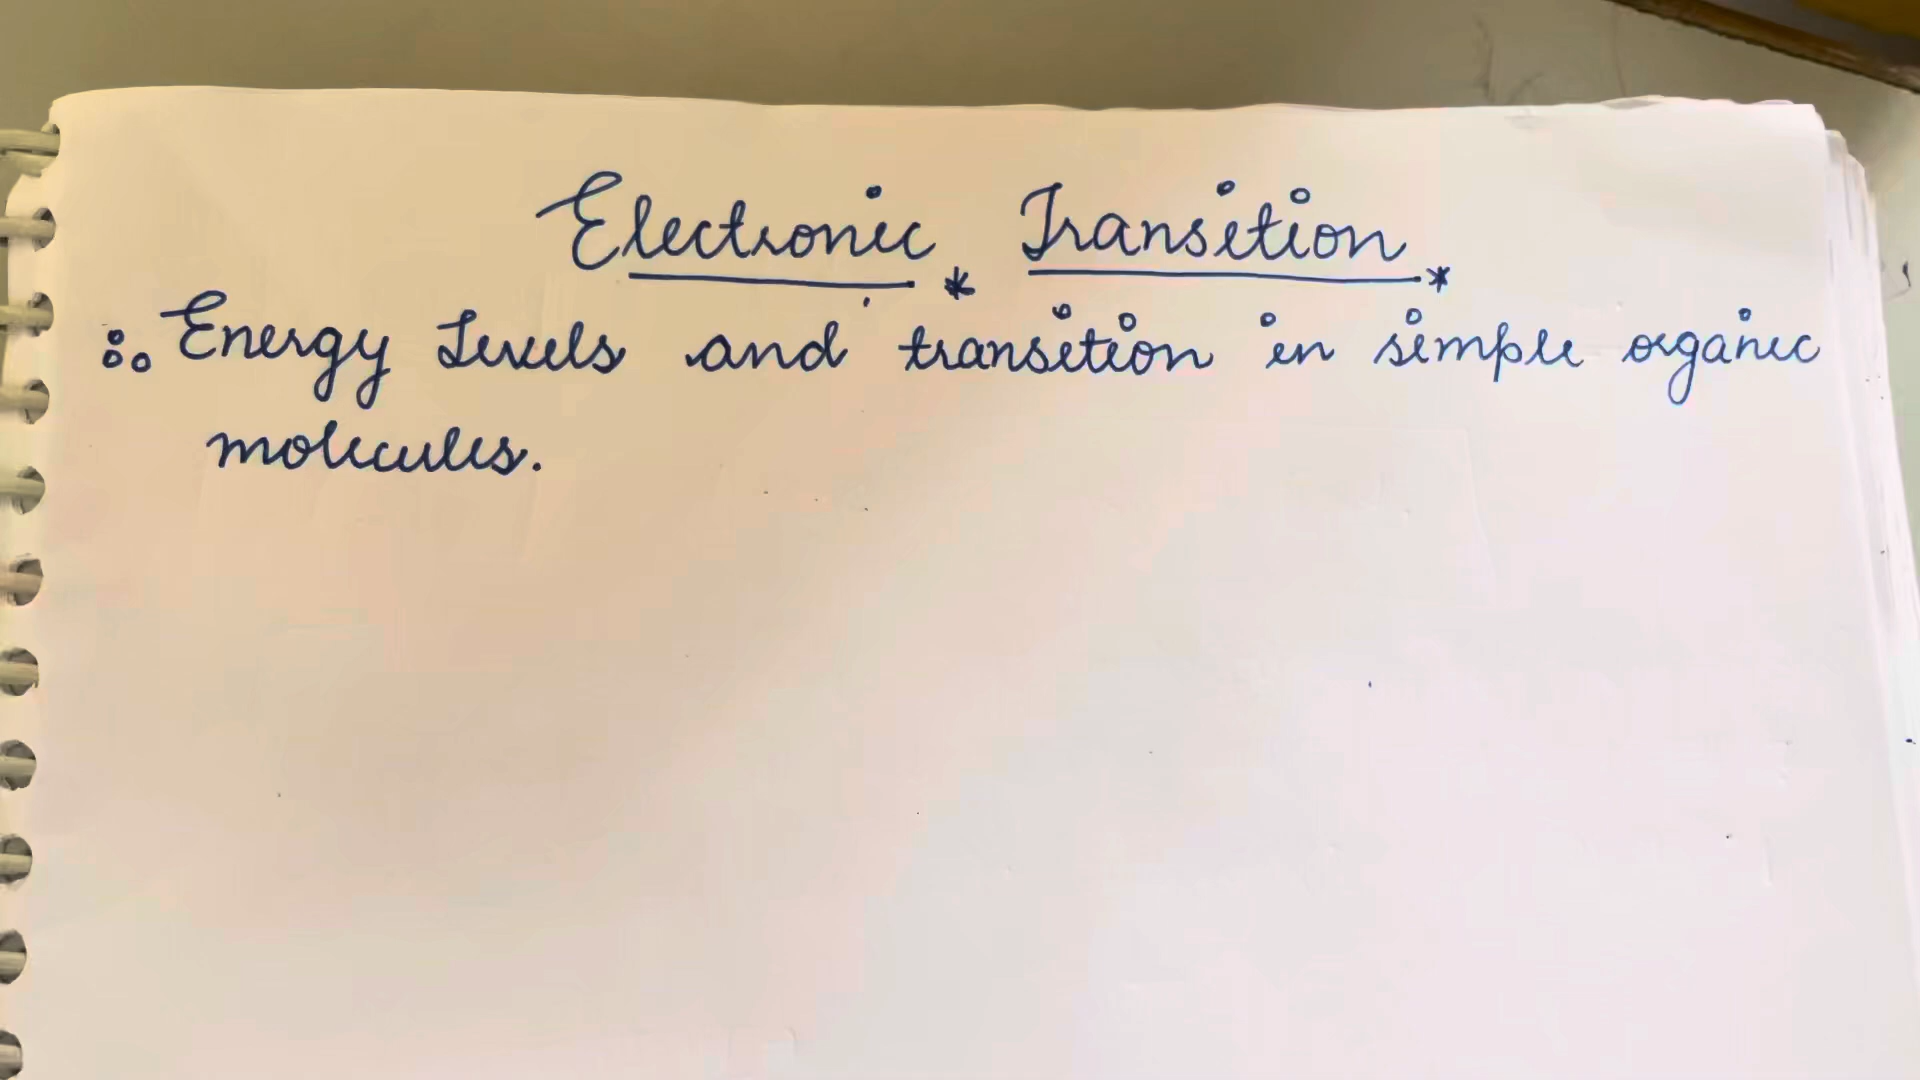 Electronic Transition
Energy Levels and transition in simple organic
molecules.